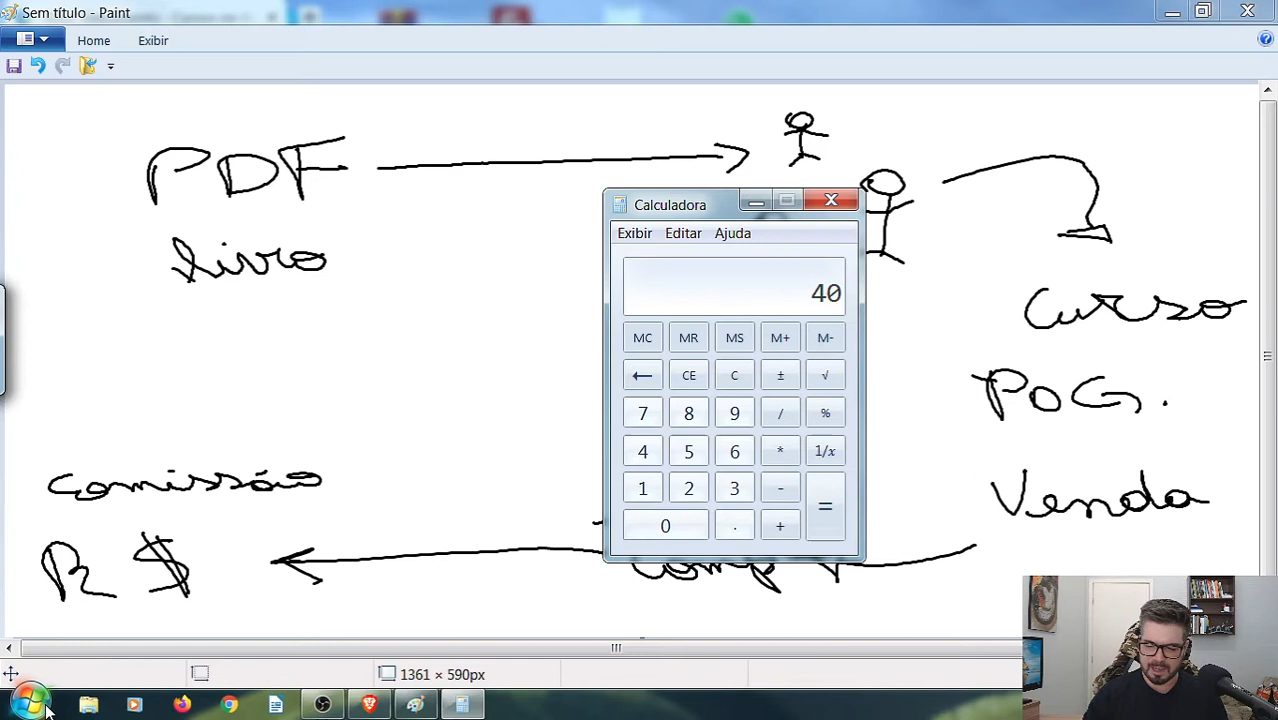 Sem título - Paint
Home Exibir
PDF
livro
Calculadora
Exibir Editar Ajuda
40
MC MR MS M+ M-
← CE C ± √
7 8 9 / %
4 5 6 * 1/x
1 2 3 - =
0 . +
Curso
POG.
Venda
comissão
R $
1361 × 590px